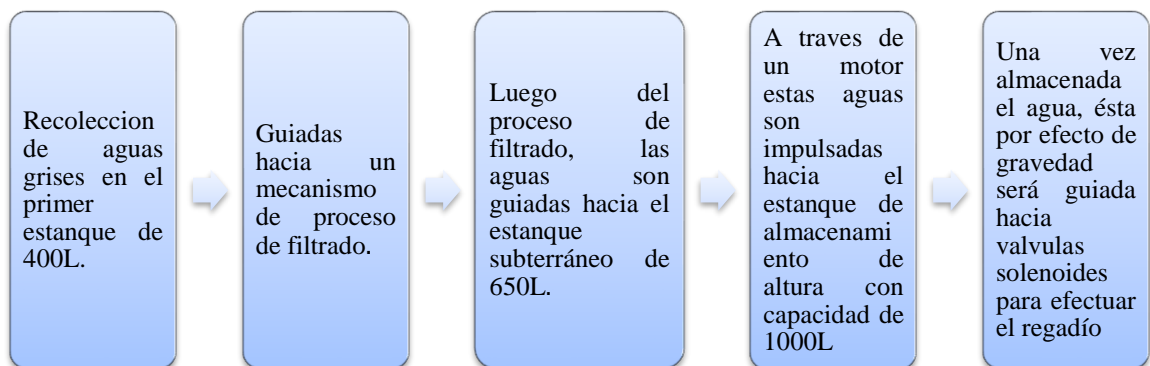 Recoleccion
de aguas
grises en el
primer
estanque de
400L.
Guiadas
hacia un
mecanismo
de proceso
de filtrado.
Luego del
proceso de
filtrado, las
aguas son
guiadas hacia el
estanque
subterráneo de
650L.
A traves de
un motor
estas aguas
son
impulsadas
hacia el
estanque de
almacenami
ento de
altura con
capacidad de
1000L
Una vez
almacenada
el agua, ésta
por efecto de
gravedad
será guiada
hacia
valvulas
solenoides
para efectuar
el regadío